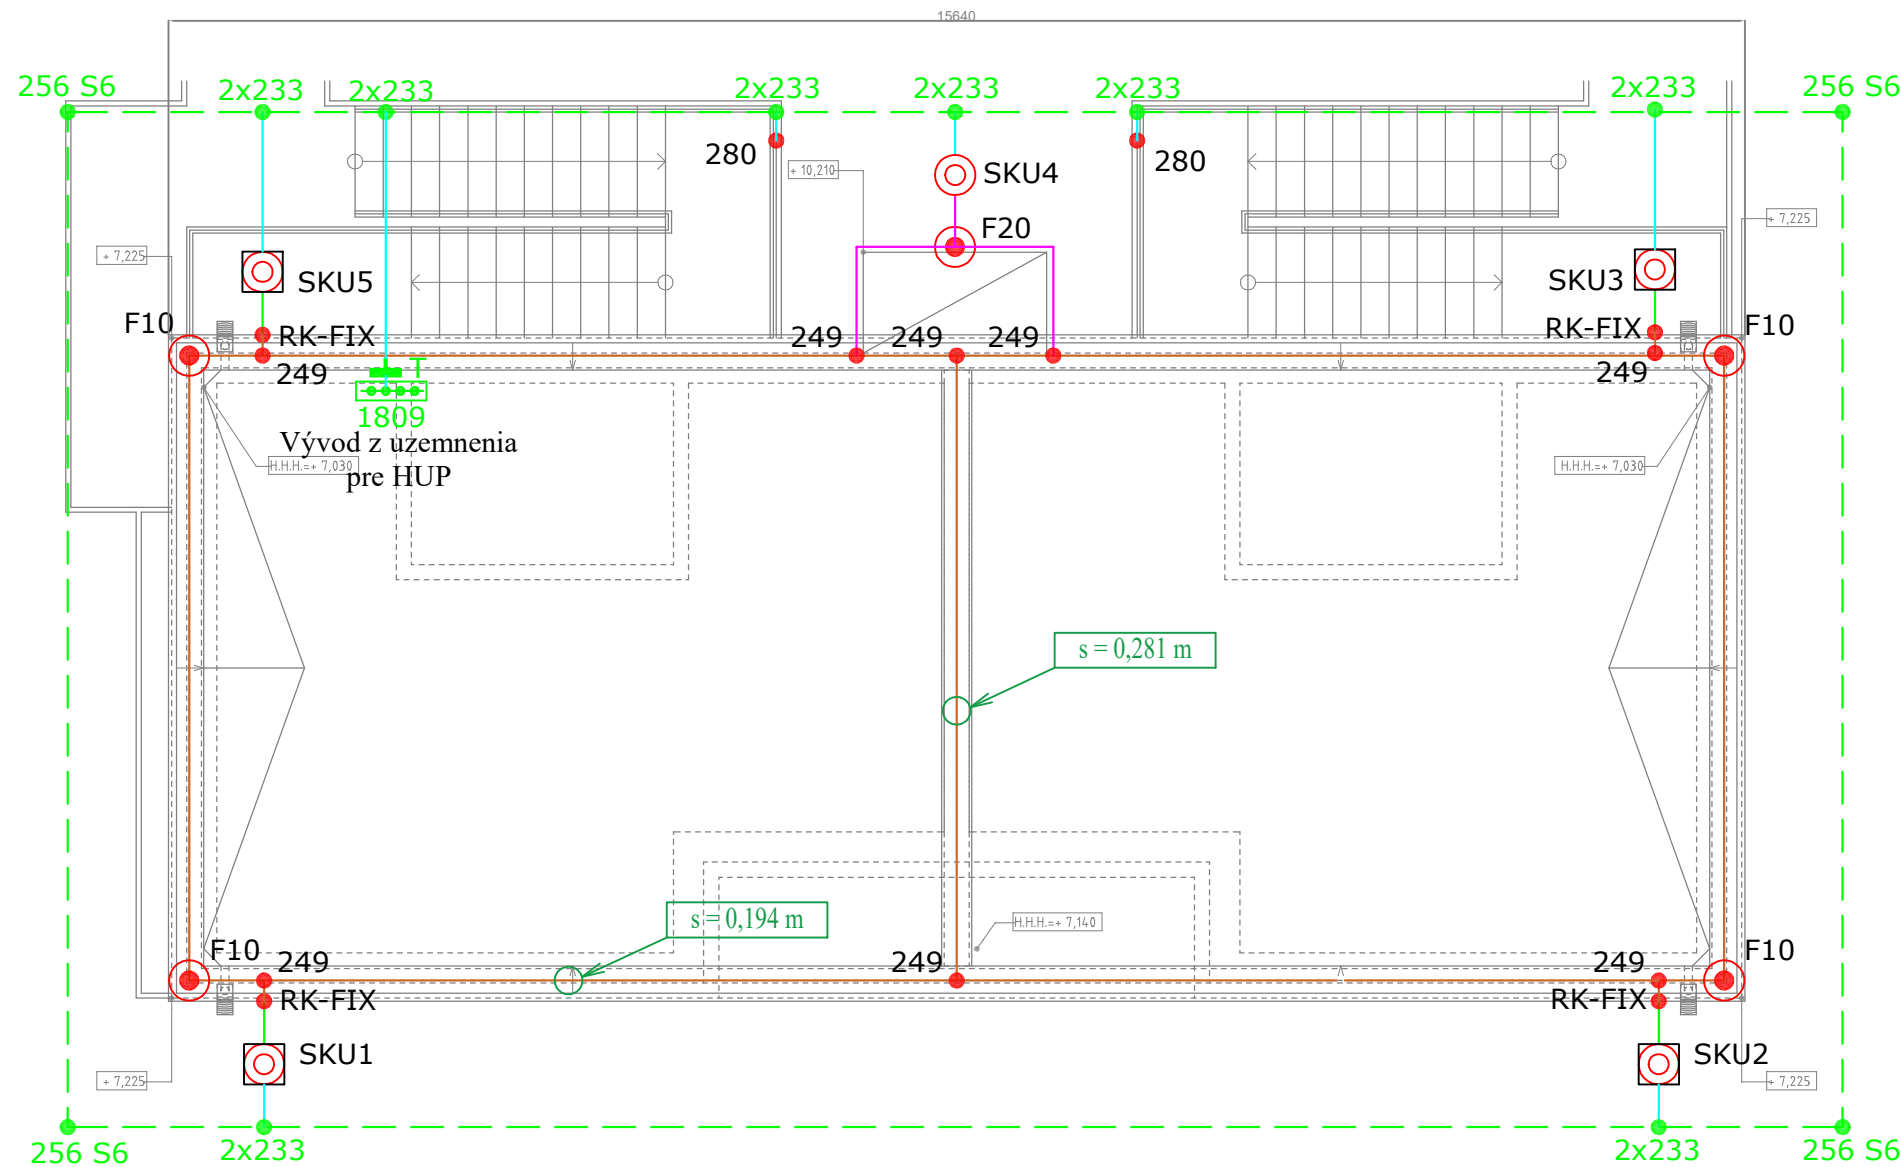 15640
256 S6
2x233
2x233
2x233
2x233
2x233
2x233
256 S6
280
+ 10,210
SKU4
280
F20
+ 7,225
+ 7,225
SKU5
SKU3
F10
RK-FIX
249
249
249
249
RK-FIX
F10
249
T
1809
Vývod z uzemnenia
pre HUP
H.H.H.=+ 7,030
H.H.H.=+ 7,030
s = 0,281 m
s = 0,194 m
H.H.H.=+ 7,140
F10
249
249
249
F10
RK-FIX
RK-FIX
SKU1
SKU2
+ 7,225
+ 7,225
256 S6
2x233
2x233
256 S6